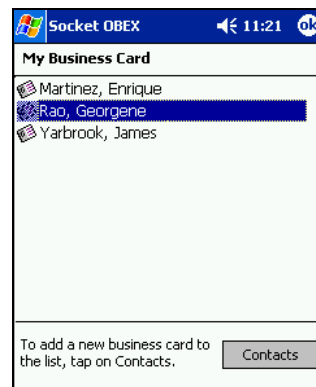 Socket OBEX 11:21 ok
My Business Card
Martinez, Enrique
Rao, Georgene
Yarbrook, James
To add a new business card to
the list, tap on Contacts.
Contacts